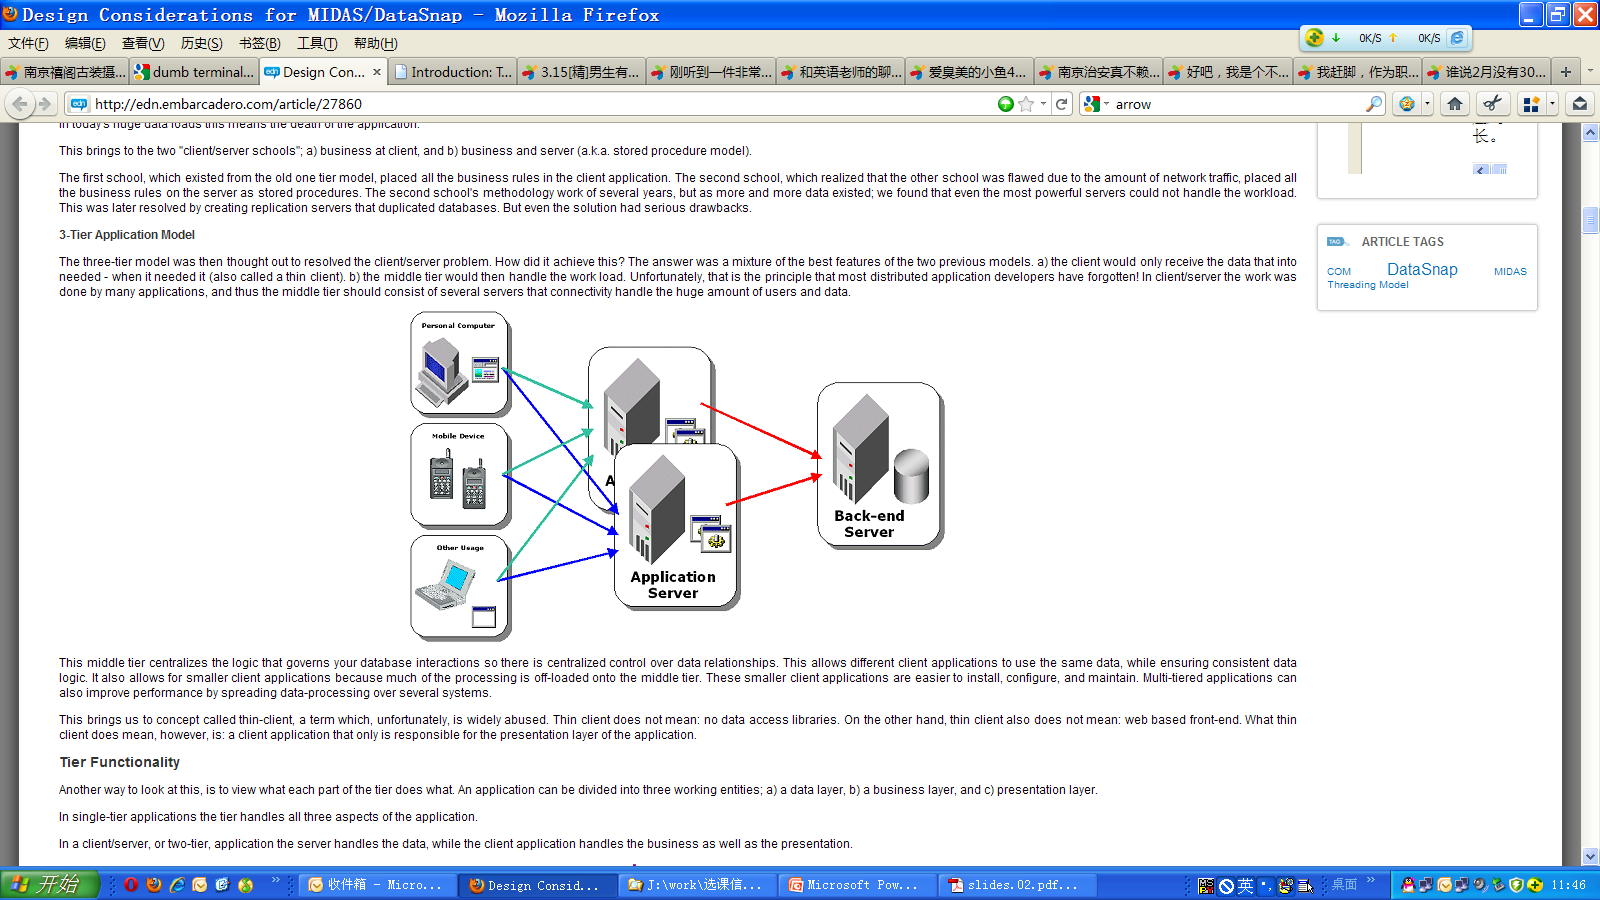 Design Considerations for MIDAS/DataSnap - Mozilla Firefox
文件(F) 编辑(E) 查看(V) 历史(S) 书签(B) 工具(T) 帮助(H)
0K/S 0K/S
南京禧阁古装摄... dumb terminal... Design Con... Introduction: T... 3.15[精]男生有... 刚听到一件非常... 和英语老师的聊... 爱臭美的小鱼4... 南京治安真不赖... 好吧，我是个不... 我赶脚，作为职... 谁说2月没有30...
http://edn.embarcadero.com/article/27860
arrow
In today's huge data loads this means the death of the application.
This brings to the two "client/server schools"; a) business at client, and b) business and server (a.k.a. stored procedure model).
The first school, which existed from the old one tier model, placed all the business rules in the client application. The second school, which realized that the other school was flawed due to the amount of network traffic, placed all
the business rules on the server as stored procedures. The second school's methodology work of several years, but as more and more data existed; we found that even the most powerful servers could not handle the workload.
This was later resolved by creating replication servers that duplicated databases. But even the solution had serious drawbacks.
3-Tier Application Model
The three-tier model was then thought out to resolved the client/server problem. How did it achieve this? The answer was a mixture of the best features of the two previous models. a) the client would only receive the data that into
needed - when it needed it (also called a thin client). b) the middle tier would then handle the work load. Unfortunately, that is the principle that most distributed application developers have forgotten! In client/server the work was
done by many applications, and thus the middle tier should consist of several servers that connectivity handle the huge amount of users and data.
长。
TAG ARTICLE TAGS
COM DataSnap MIDAS
Threading Model
Personal Computer
Mobile Device
Other Usage
A
Application
Server
Back-end
Server
This middle tier centralizes the logic that governs your database interactions so there is centralized control over data relationships. This allows different client applications to use the same data, while ensuring consistent data
logic. It also allows for smaller client applications because much of the processing is off-loaded onto the middle tier. These smaller client applications are easier to install, configure, and maintain. Multi-tiered applications can
also improve performance by spreading data-processing over several systems.
This brings us to concept called thin-client, a term which, unfortunately, is widely abused. Thin client does not mean: no data access libraries. On the other hand, thin client also does not mean: web based front-end. What thin
client does mean, however, is: a client application that only is responsible for the presentation layer of the application.
Tier Functionality
Another way to look at this, is to view what each part of the tier does what. An application can be divided into three working entities; a) a data layer, b) a business layer, and c) presentation layer.
In single-tier applications the tier handles all three aspects of the application.
In a client/server, or two-tier, application the server handles the data, while the client application handles the business as well as the presentation.
开始 收件箱 - Micro... Design Consid... J:\work\选课信... Microsoft Pow... slides.02.pdf... 英 桌面 11:46